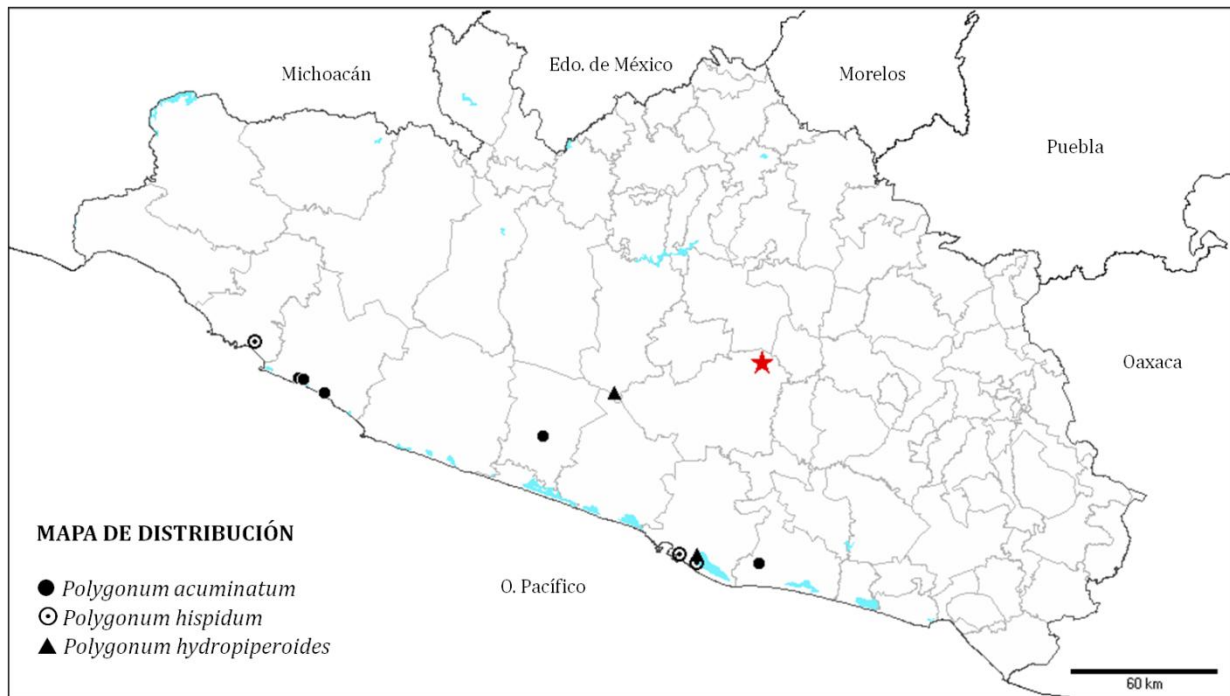 Michoacán
Edo. de México
Morelos
Puebla
Oaxaca
O. Pacífico
MAPA DE DISTRIBUCIÓN
Polygonum acuminatum
Polygonum hispidum
Polygonum hydropiperoides
60 km